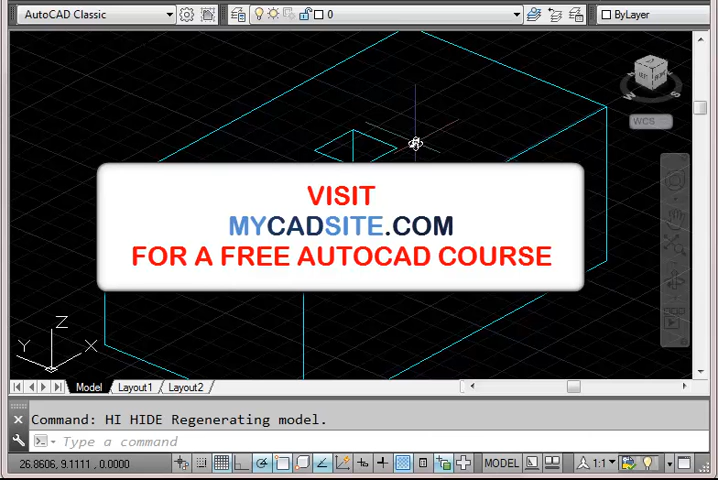 AutoCAD Classic
0
ByLayer
WCS
VISIT
MYCADSITE.COM
FOR A FREE AUTOCAD COURSE
Z
Y
X
Model
Layout1
Layout2
Command: HI HIDE Regenerating model.
Type a command
26.8606, 9.1111, 0.0000
MODEL
1:1